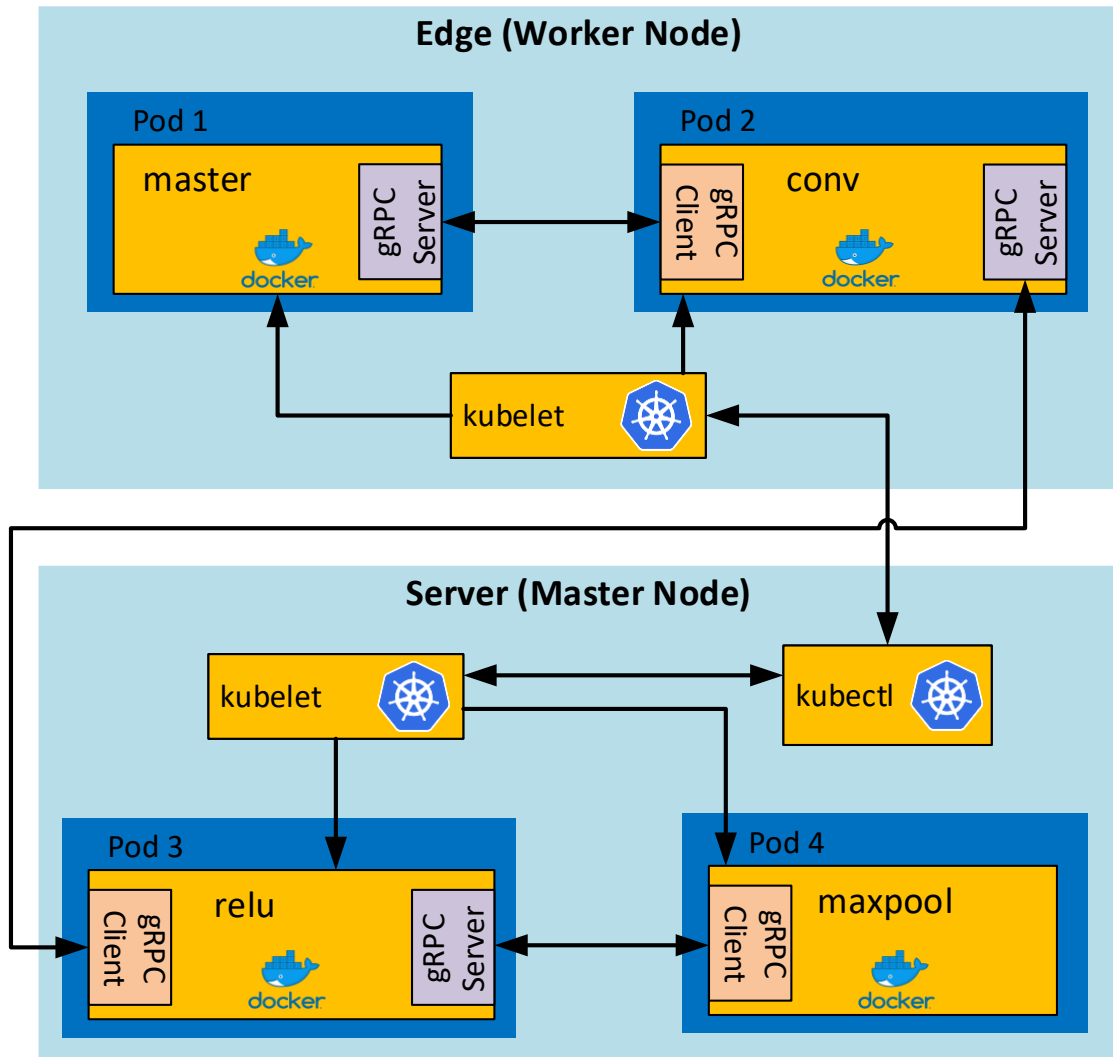 Edge (Worker Node)
Pod 1
master
gRPC
Server
docker
Pod 2
gRPC
Client
conv
gRPC
Server
docker
kubelet
Server (Master Node)
kubelet
kubectl
Pod 3
gRPC
Client
relu
gRPC
Server
docker
Pod 4
gRPC
Client
maxpool
docker